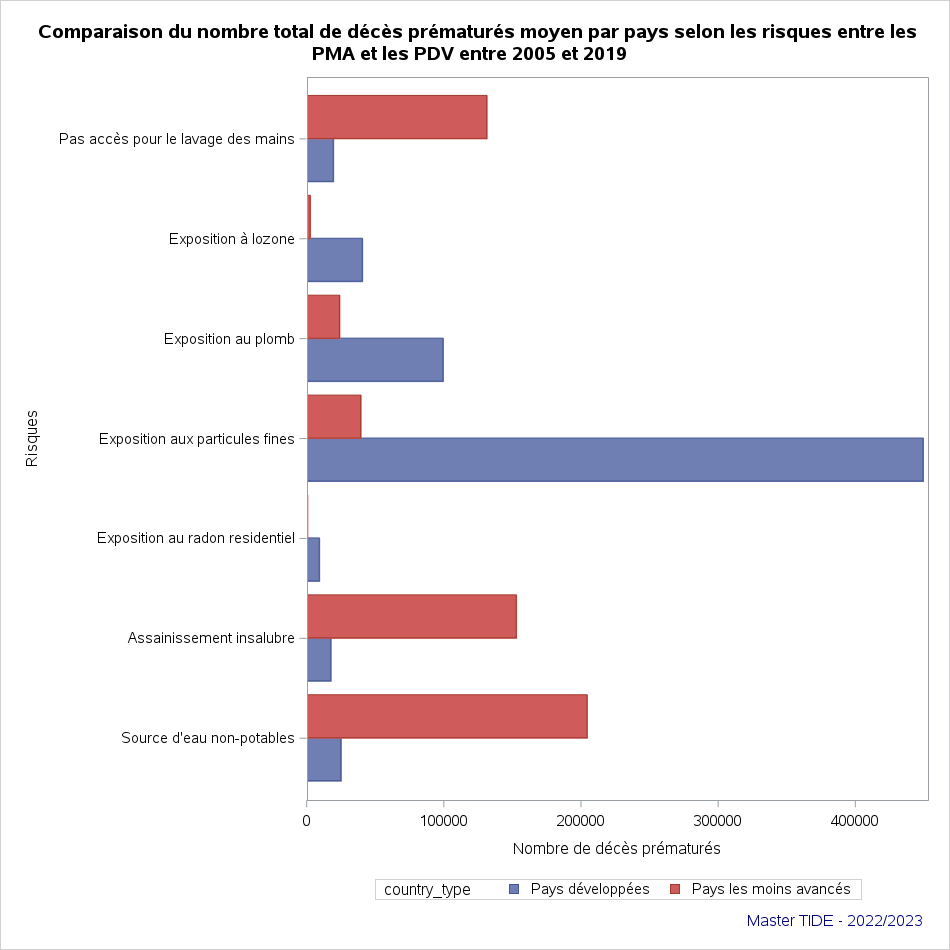 Comparaison du nombre total de décès prématurés moyen par pays selon les risques entre les
PMA et les PDV entre 2005 et 2019
Risques
Pas accès pour le lavage des mains
Exposition à lozone
Exposition au plomb
Exposition aux particules fines
Exposition au radon residentiel
Assainissement insalubre
Source d'eau non-potables
0 100000 200000 300000 400000
Nombre de décès prématurés
country_type Pays développées Pays les moins avancés
Master TIDE - 2022/2023